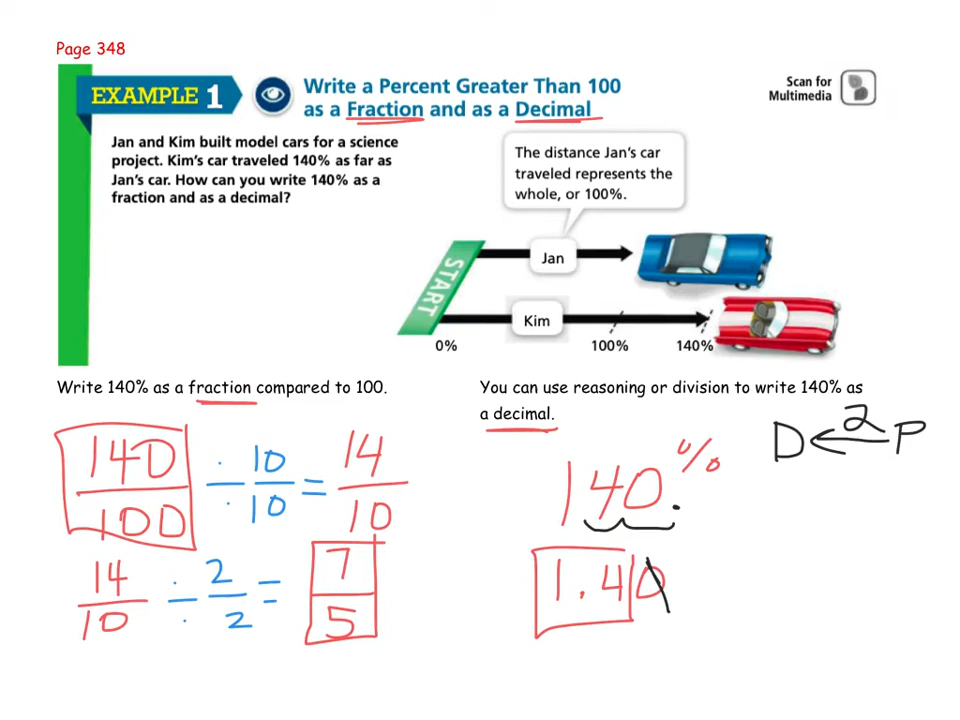 Page 348
EXAMPLE 1
Write a Percent Greater Than 100
as a Fraction and as a Decimal
Scan for
Multimedia
Jan and Kim built model cars for a science
project. Kim's car traveled 140% as far as
Jan's car. How can you write 140% as a
fraction and as a decimal?
The distance Jan's car
traveled represents the
whole, or 100%.
START
Jan
Kim
0%
100%
140%
Write 140% as a fraction compared to 100.
140/100 ÷ 10/10 = 14/10
14/10 ÷ 2/2 = 7/5
You can use reasoning or division to write 140% as
a decimal.
D ← 2 P
140.%
1.40